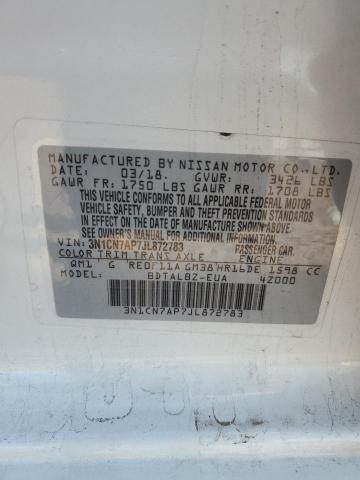 MANUFACTURED BY NISSAN MOTOR CO.,LTD.
DATE: 03/18. GVWR: 3426 LBS
GAWR FR: 1750 LBS GAWR RR: 1708 LBS
THIS VEHICLE CONFORMS TO ALL APPLICABLE FEDERAL MOTOR
VEHICLE SAFETY, BUMPER, AND THEFT PREVENTION STANDARDS
IN EFFECT ON THE DATE OF MANUFACTURE SHOWN ABOVE.
SEE OWNER'S MANUAL FOR ADDITIONAL INFORMATION.
VIN: 3N1CN7AP7JL872783 PASSENGER CAR
COLOR TRIM TRANS AXLE ENGINE
QM1 G RE0F11A GM38 HR16DE 1598 CC
MODEL: BDTALBZ-EUA 4Z000
3N1CN7AP7JL872783